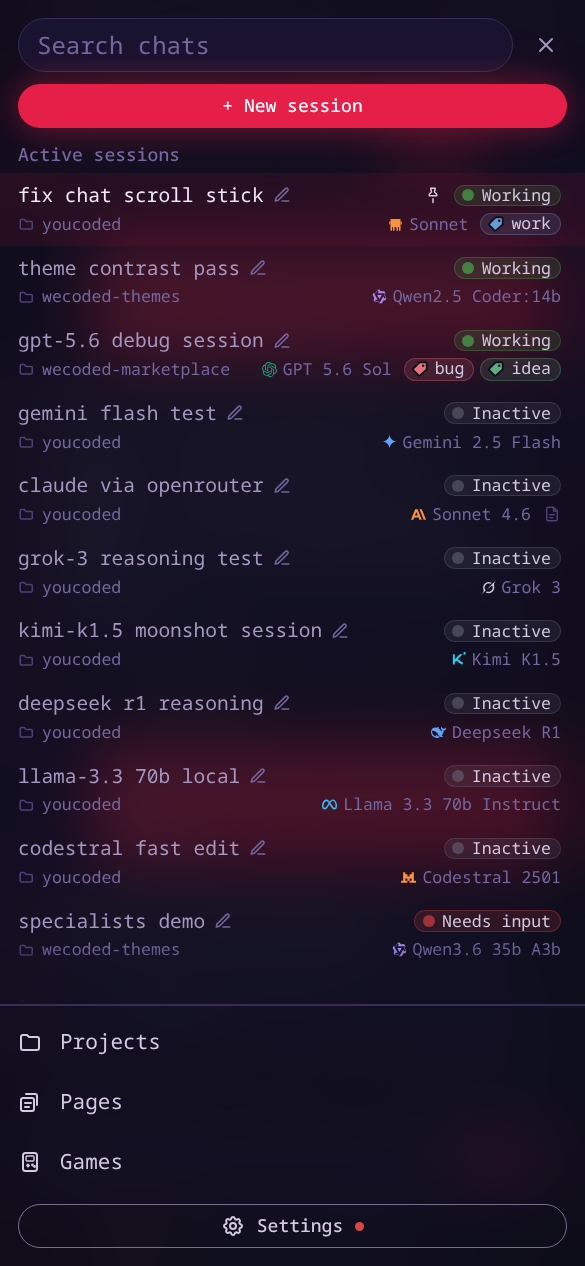 Search chats
+ New session
Active sessions
fix chat scroll stick Working
youcoded Sonnet work
theme contrast pass Working
wecoded-themes Qwen2.5 Coder:14b
gpt-5.6 debug session Working
wecoded-marketplace GPT 5.6 Sol bug idea
gemini flash test Inactive
youcoded Gemini 2.5 Flash
claude via openrouter Inactive
youcoded Sonnet 4.6
grok-3 reasoning test Inactive
youcoded Grok 3
kimi-k1.5 moonshot session Inactive
youcoded Kimi K1.5
deepseek r1 reasoning Inactive
youcoded Deepseek R1
llama-3.3 70b local Inactive
youcoded Llama 3.3 70b Instruct
codestral fast edit Inactive
youcoded Codestral 2501
specialists demo Needs input
wecoded-themes Qwen3.6 35b A3b
Projects
Pages
Games
Settings